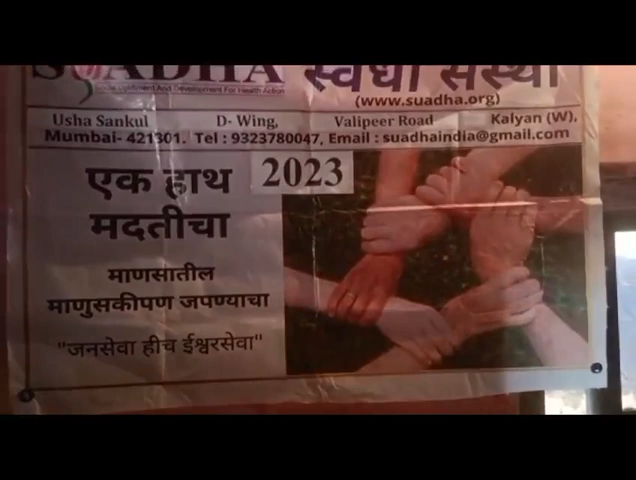 SUADHA स्वधा संस्था
Social Upliftment And Development For Health Action
(www.suadha.org)
Usha Sankul D- Wing, Valipeer Road Kalyan (W),
Mumbai- 421301. Tel : 9323780047, Email : suadhaindia@gmail.com
एक हाथ 2023
मदतीचा
माणसातील
माणुसकीपण जपण्याचा
"जनसेवा हीच ईश्वरसेवा"